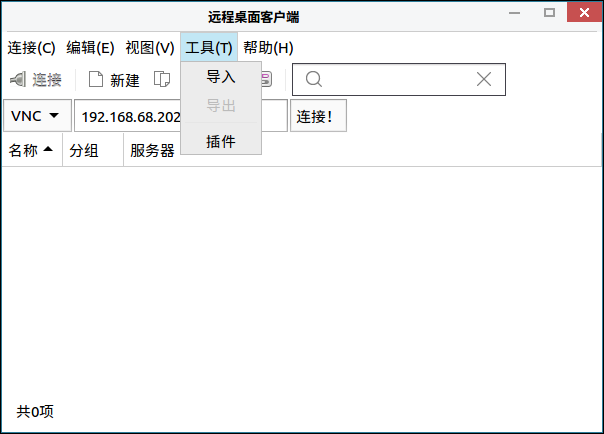 远程桌面客户端
连接(C) 编辑(E) 视图(V) 工具(T) 帮助(H)
连接 新建 导入
导出
VNC 192.168.68.202 连接!
插件
名称 分组 服务器
共0项